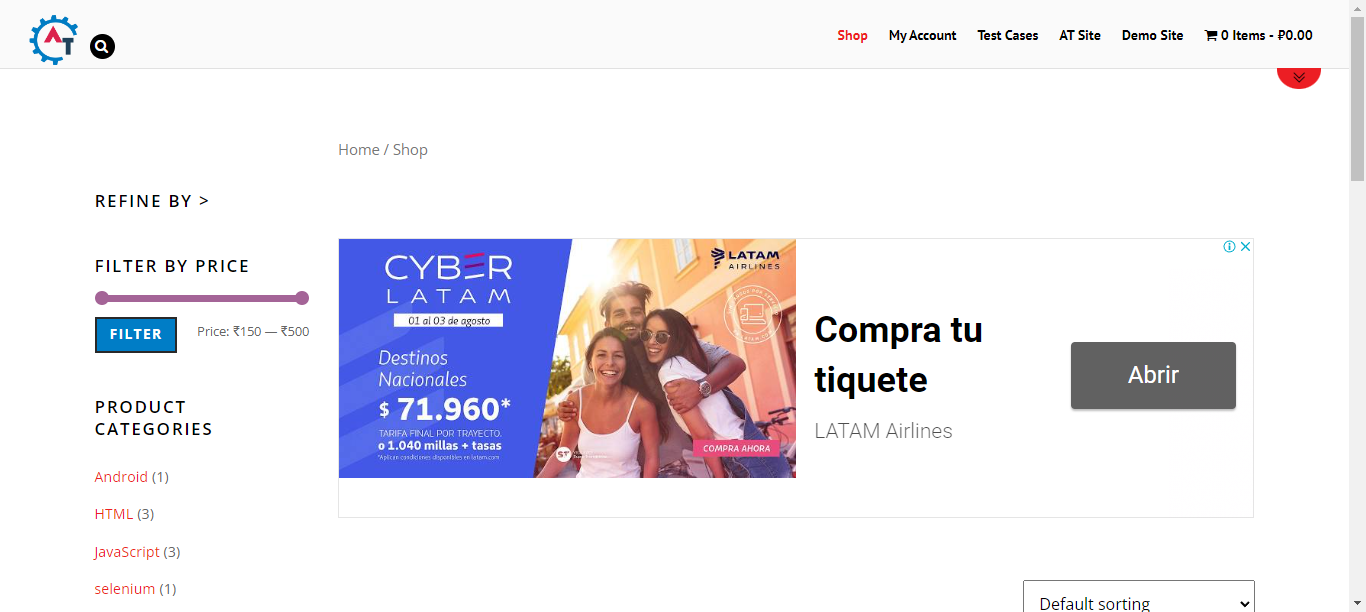 AT
Shop
My Account
Test Cases
AT Site
Demo Site
0 Items - ₽0.00
Home / Shop
REFINE BY >
FILTER BY PRICE
FILTER
Price: ₹150 — ₹500
PRODUCT
CATEGORIES
Android (1)
HTML (3)
JavaScript (3)
selenium (1)
CYBER
LATAM
01 al 03 de agosto
Destinos
Nacionales
$ 71.960*
TARIFA FINAL POR TRAYECTO.
o 1.040 millas + tasas
*Aplican condiciones disponibles en latam.com
LATAM
AIRLINES
COMPRA AHORA
Compra tu
tiquete
LATAM Airlines
Abrir
Default sorting